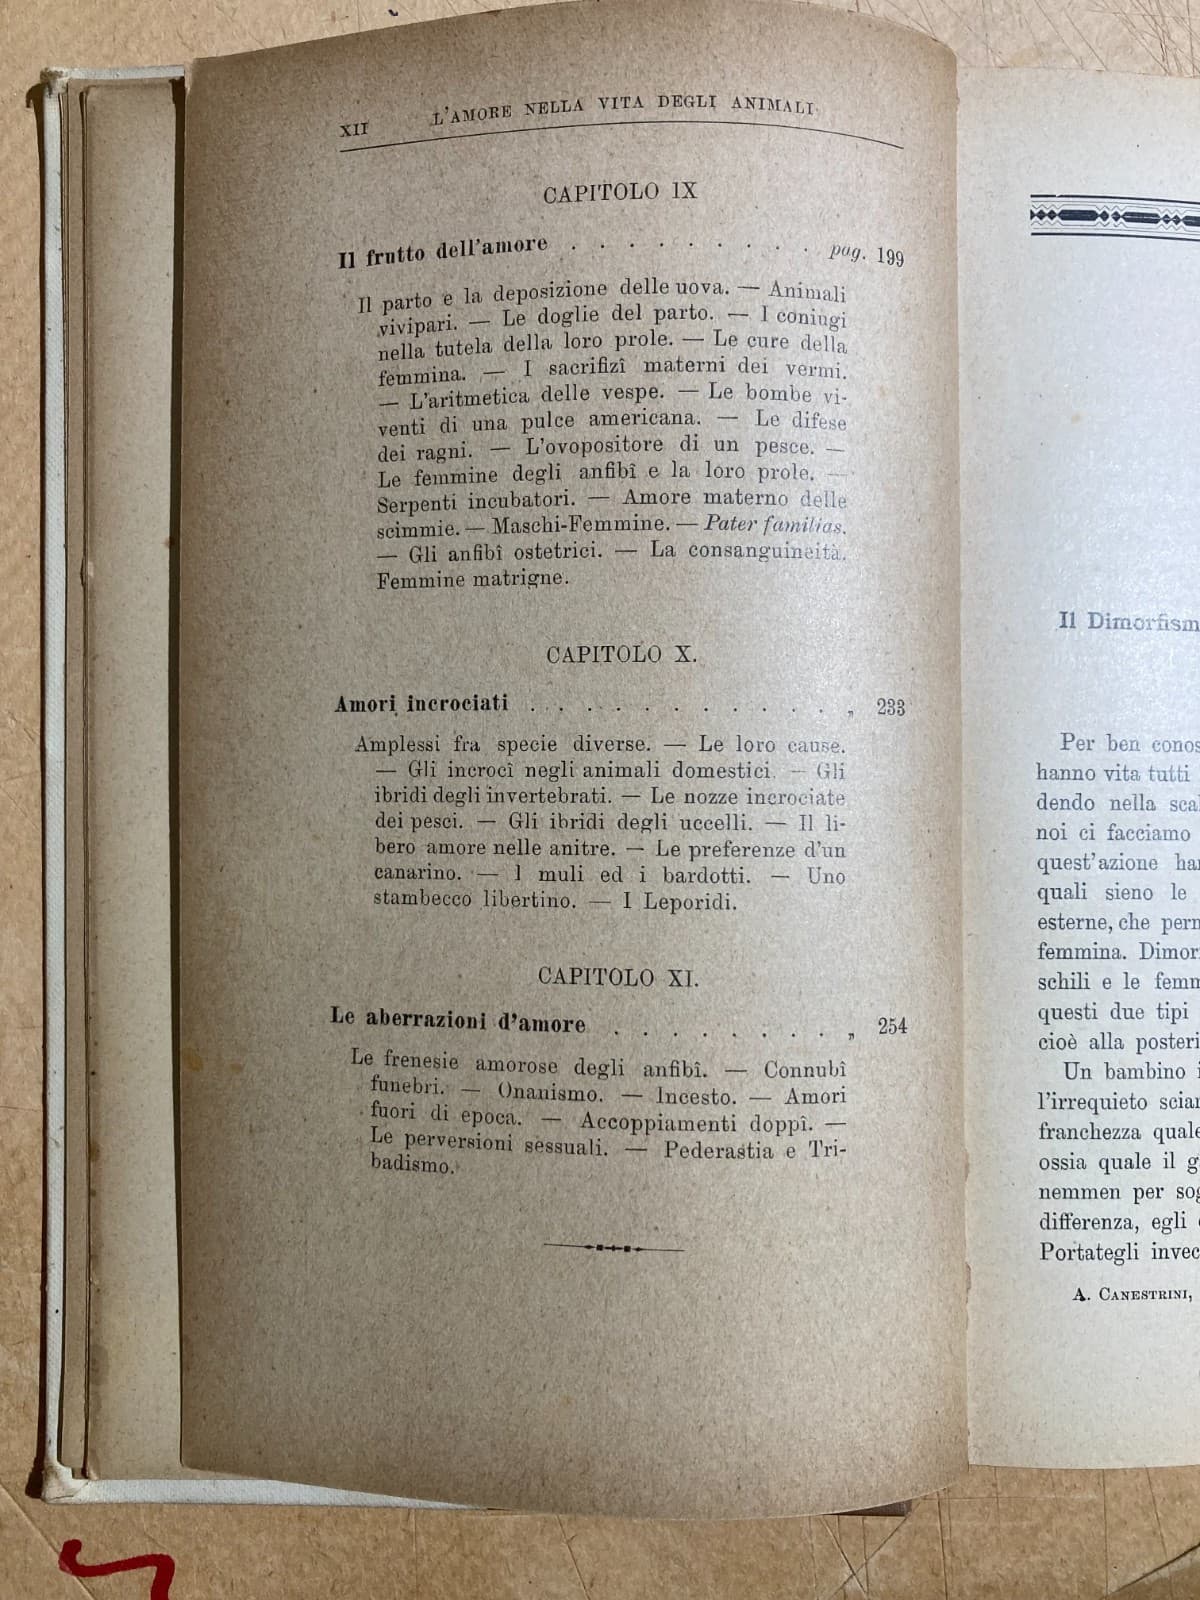 XII L'AMORE NELLA VITA DEGLI ANIMALI
CAPITOLO IX
Il frutto dell'amore . . . . . . . . . pag. 199
Il parto e la deposizione delle uova. — Animali
vivipari. — Le doglie del parto. — I coniugi
nella tutela della loro prole. — Le cure della
femmina. — I sacrifizî materni dei vermi.
— L'aritmetica delle vespe. — Le bombe vi-
venti di una pulce americana. — Le difese
dei ragni. — L'ovopositore di un pesce. —
Le femmine degli anfibî e la loro prole. —
Serpenti incubatori. — Amore materno delle
scimmie. — Maschi-Femmine. — Pater familias.
— Gli anfibî ostetrici. — La consanguineità.
Femmine matrigne.
CAPITOLO X.
Amori incrociati . . . . . . . . . . . . „ 233
Amplessi fra specie diverse. — Le loro cause.
— Gli incrocî negli animali domestici. — Gli
ibridi degli invertebrati. — Le nozze incrociate
dei pesci. — Gli ibridi degli uccelli. — Il li-
bero amore nelle anitre. — Le preferenze d'un
canarino. — I muli ed i bardotti. — Uno
stambecco libertino. — I Leporidi.
CAPITOLO XI.
Le aberrazioni d'amore . . . . . . . . . „ 254
Le frenesie amorose degli anfibî. — Connubî
funebri. — Onanismo. — Incesto. — Amori
fuori di epoca. — Accoppiamenti doppî. —
Le perversioni sessuali. — Pederastia e Tri-
badismo.
Il Dimorfism
Per ben conos
hanno vita tutti
dendo nella scal
noi ci facciamo
quest'azione han
quali sieno le
esterne, che perm
femmina. Dimor
schili e le femm
questi due tipi
cioè alla posteri
Un bambino i
l'irrequieto sciam
franchezza quale
ossia quale il g
nemmen per sog
differenza, egli
Portategli invec
A. CANESTRINI,